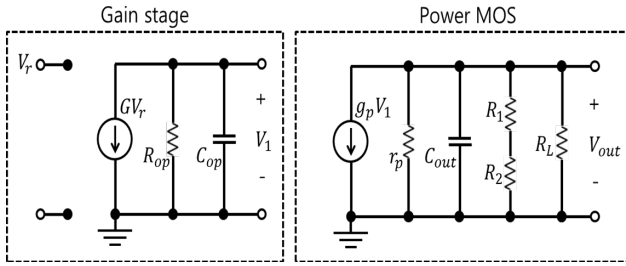 Gain stage
Power MOS
V_r
GV_r
R_op
C_op
+
V_1
-
g_pV_1
r_p
C_out
R_1
R_2
R_L
+
V_out
-